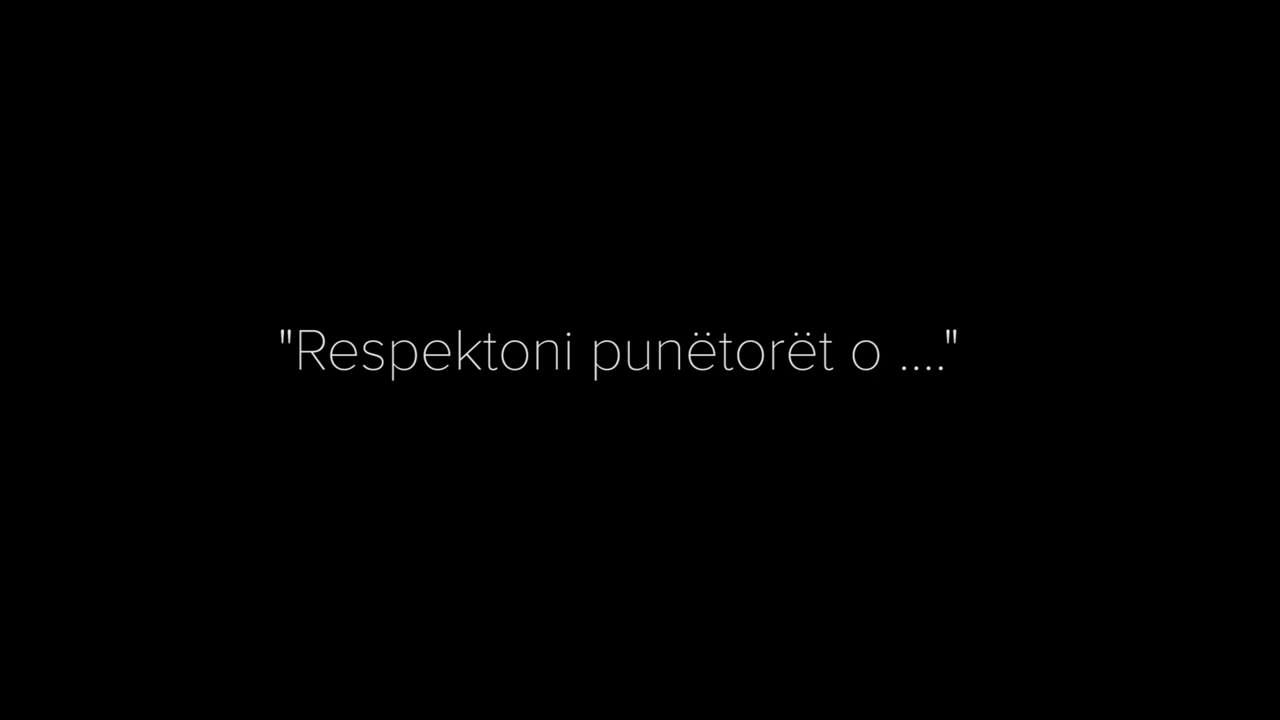 "Respektoni punëtorët o ...."